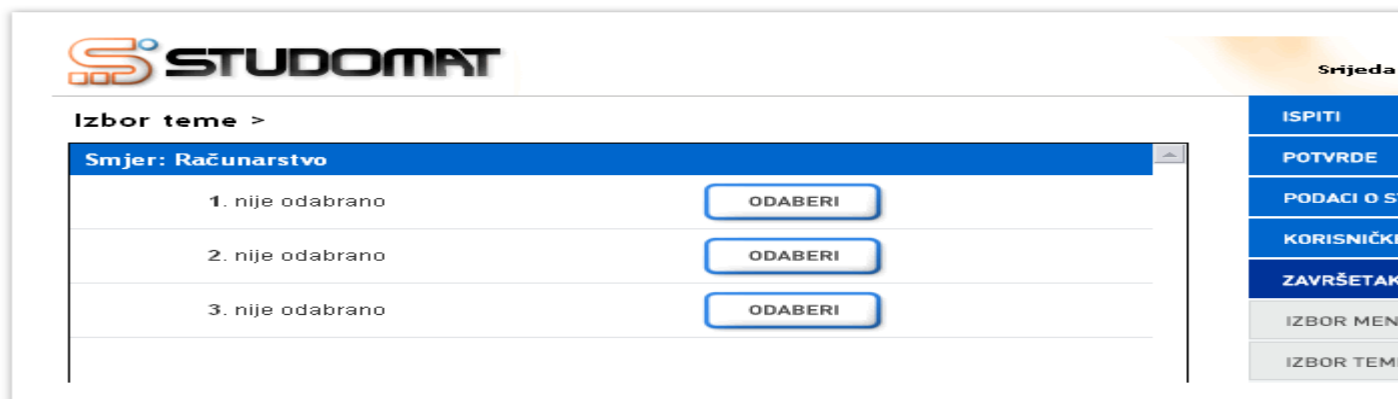 STUDOMAT
Srijeda
Izbor teme >
Smjer: Računarstvo
1. nije odabrano ODABERI
2. nije odabrano ODABERI
3. nije odabrano ODABERI
ISPITI
POTVRDE
PODACI O
KORISNIČK
ZAVRŠETAK
IZBOR MEN
IZBOR TEM